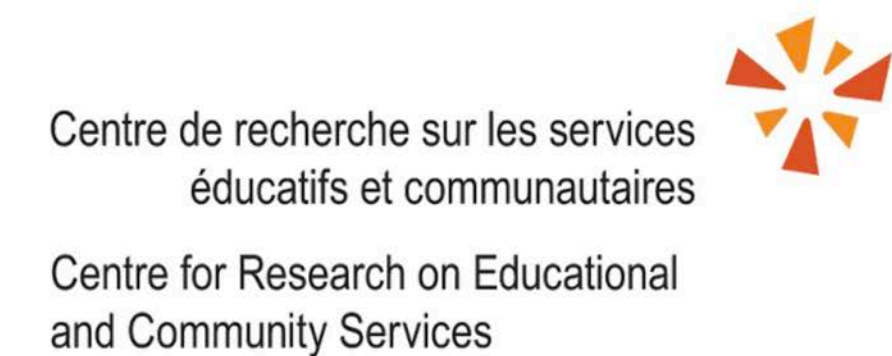 Centre de recherche sur les services
éducatifs et communautaires
Centre for Research on Educational
and Community Services